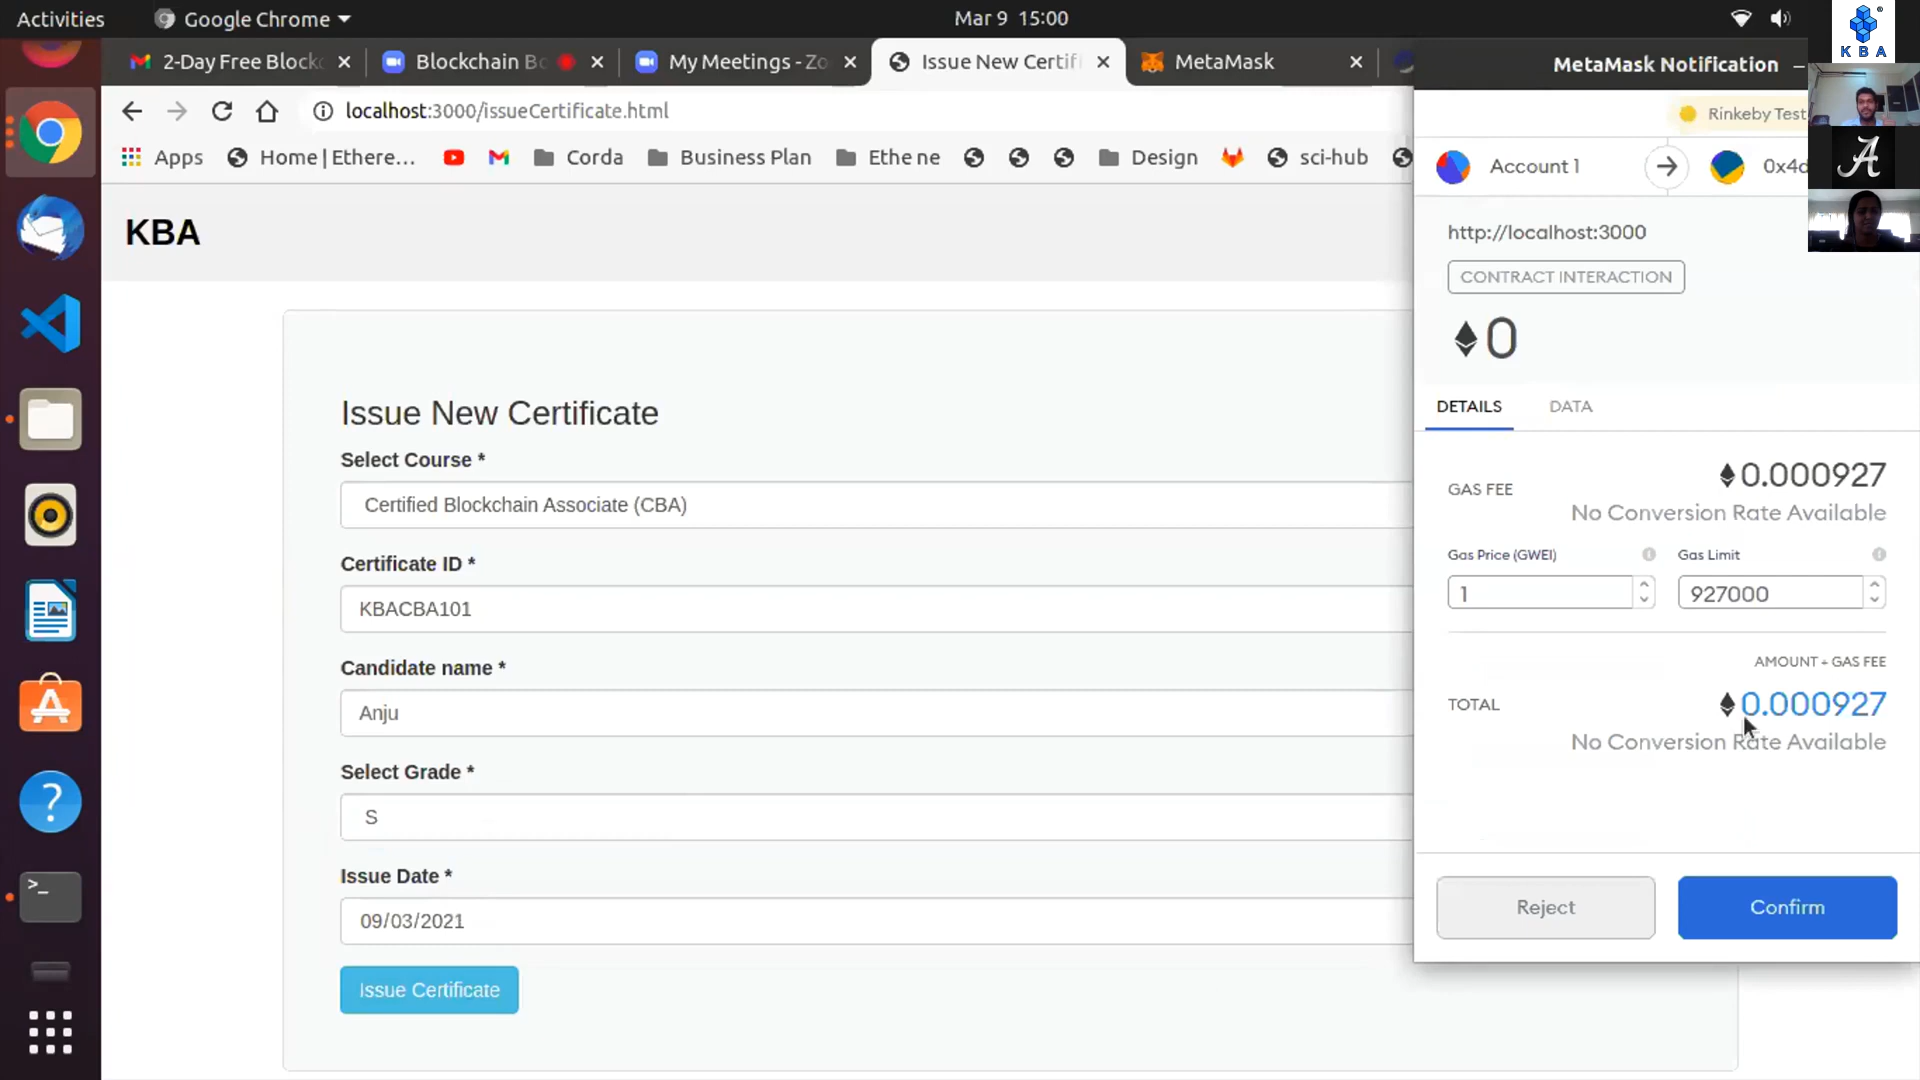 Activities
Google Chrome
Mar 9 15:00
KBA
2-Day Free Blockc
Blockchain Bo
My Meetings - Zo
Issue New Certif
MetaMask
MetaMask Notification
localhost:3000/issueCertificate.html
Rinkeby Test
Apps
Home | Ethere...
Corda
Business Plan
Ethe ne
Design
sci-hub
Account 1
0x4d
A
KBA
http://localhost:3000
CONTRACT INTERACTION
0
DETAILS
DATA
Issue New Certificate
Select Course *
Certified Blockchain Associate (CBA)
Certificate ID *
KBACBA101
Candidate name *
Anju
Select Grade *
S
Issue Date *
09/03/2021
Issue Certificate
GAS FEE
0.000927
No Conversion Rate Available
Gas Price (GWEI)
Gas Limit
1
927000
AMOUNT + GAS FEE
TOTAL
0.000927
No Conversion Rate Available
Reject
Confirm